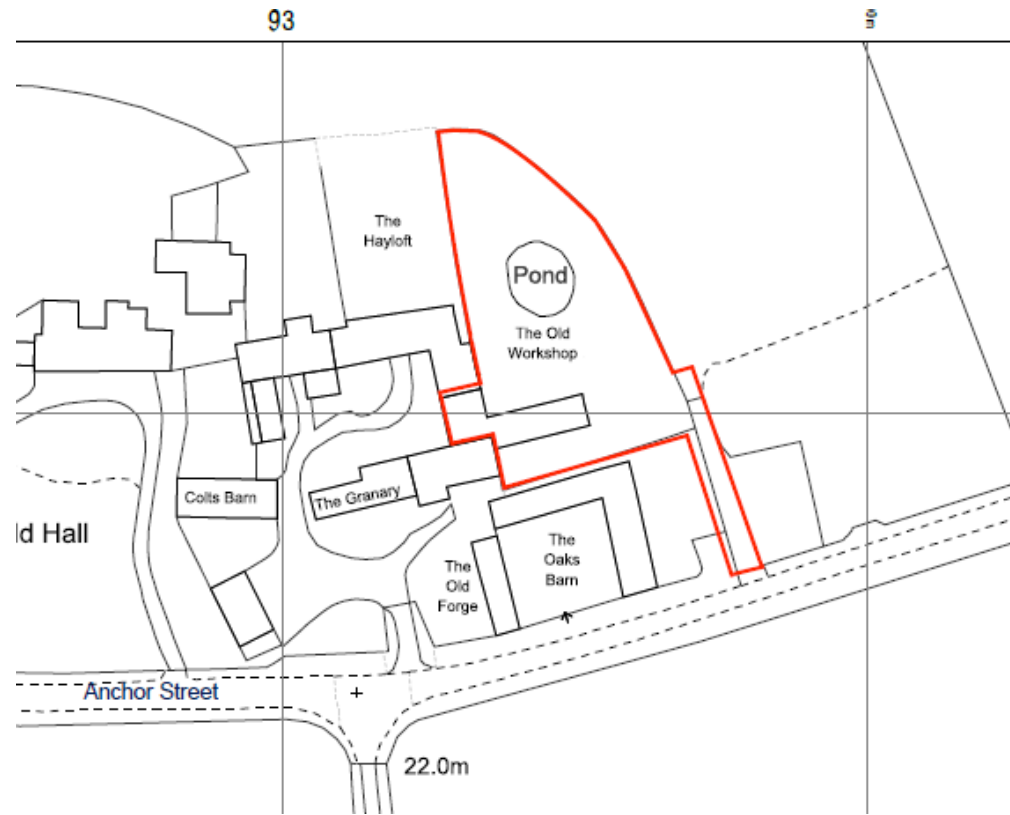 93
The
Hayloft
Pond
The Old
Workshop
Colts Barn
The Granary
ld Hall
The
Old
Forge
The
Oaks
Barn
Anchor Street
22.0m